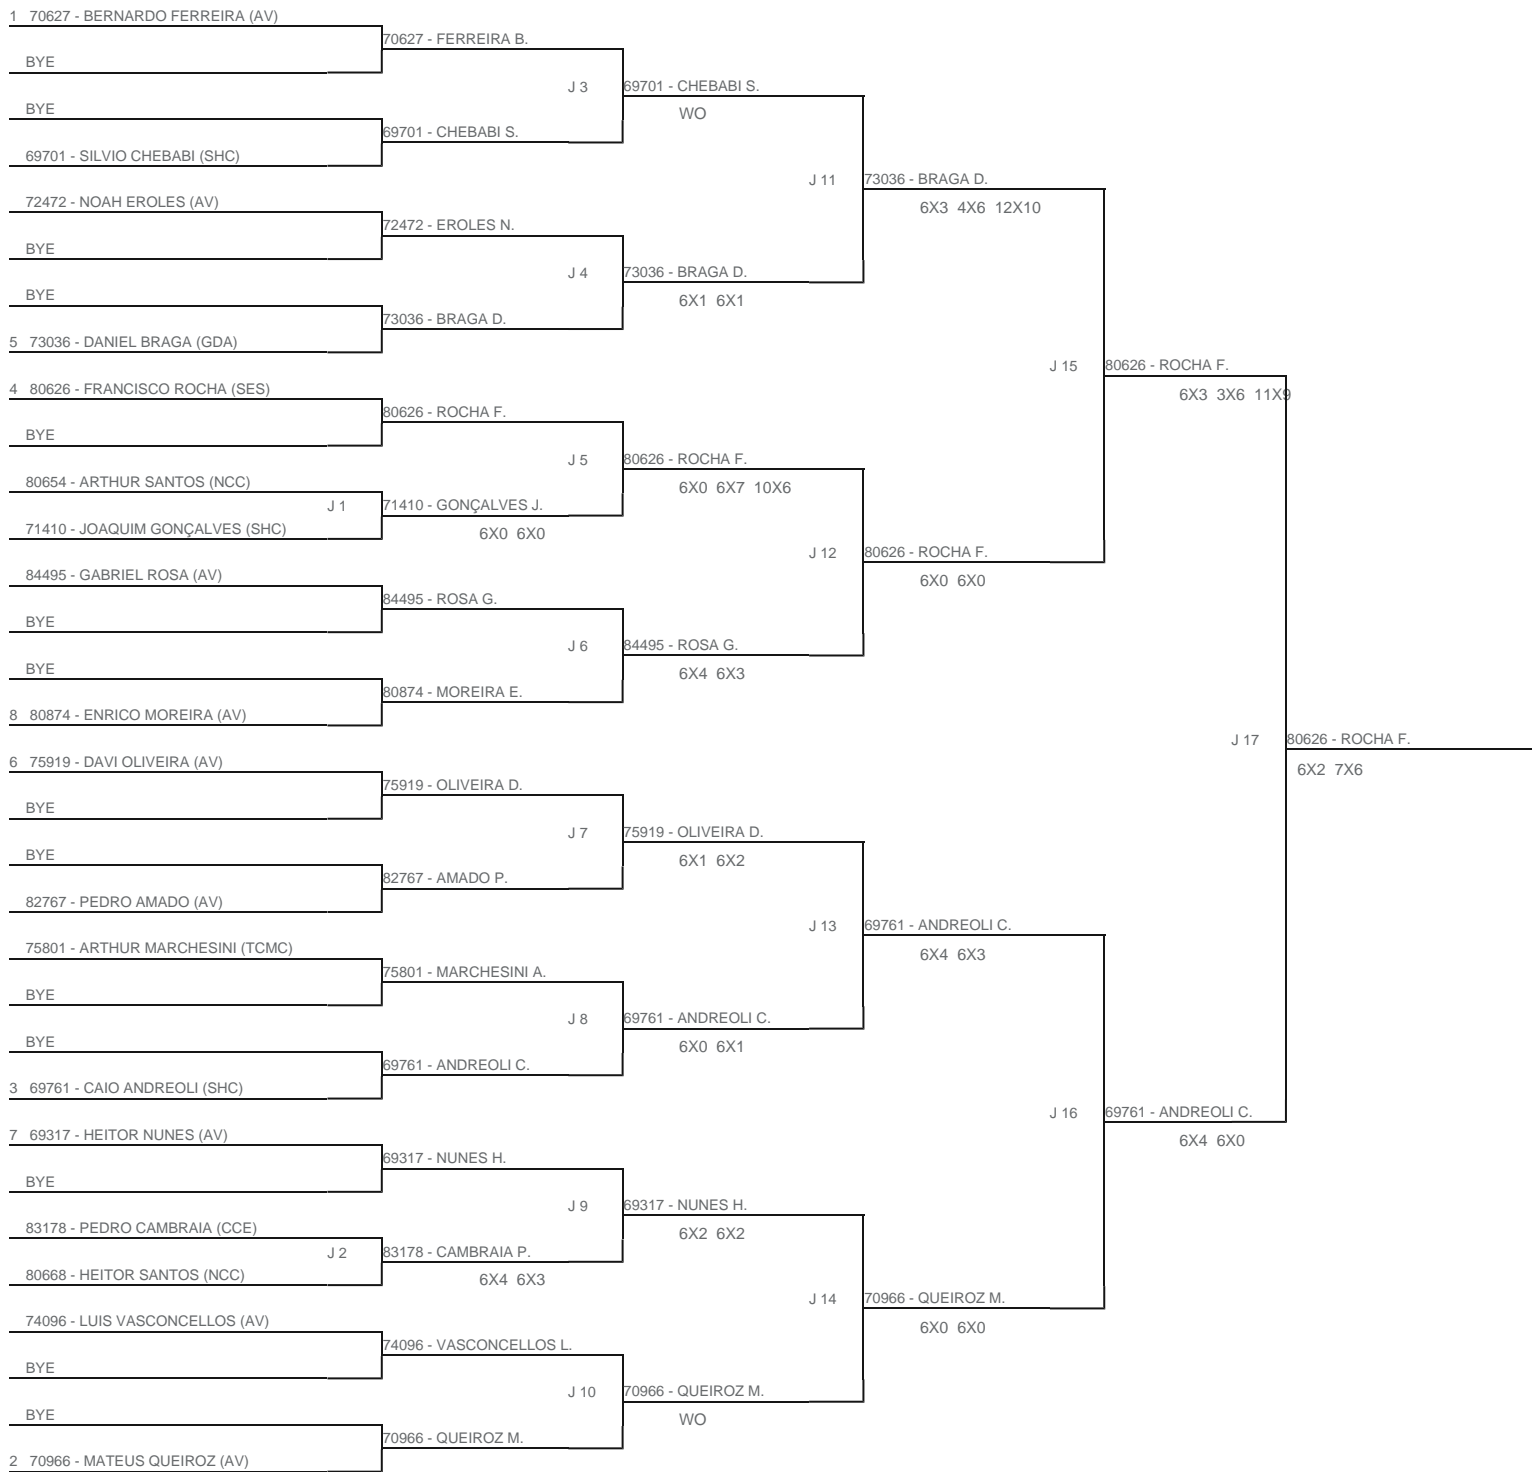 1 70627 - BERNARDO FERREIRA (AV)
70627 - FERREIRA B.
BYE
J 3
69701 - CHEBABI S.
WO
BYE
69701 - CHEBABI S.
69701 - SILVIO CHEBABI (SHC)
J 11
73036 - BRAGA D.
6X3 4X6 12X10
72472 - NOAH EROLES (AV)
72472 - EROLES N.
BYE
J 4
73036 - BRAGA D.
6X1 6X1
BYE
73036 - BRAGA D.
5 73036 - DANIEL BRAGA (GDA)
J 15
80626 - ROCHA F.
6X3 3X6 11X9
4 80626 - FRANCISCO ROCHA (SES)
80626 - ROCHA F.
BYE
J 5
80626 - ROCHA F.
6X0 6X7 10X6
80654 - ARTHUR SANTOS (NCC)
J 1
71410 - GONÇALVES J.
6X0 6X0
71410 - JOAQUIM GONÇALVES (SHC)
J 12
80626 - ROCHA F.
6X0 6X0
84495 - GABRIEL ROSA (AV)
84495 - ROSA G.
BYE
J 6
84495 - ROSA G.
6X4 6X3
BYE
80874 - MOREIRA E.
8 80874 - ENRICO MOREIRA (AV)
J 17
80626 - ROCHA F.
6X2 7X6
6 75919 - DAVI OLIVEIRA (AV)
75919 - OLIVEIRA D.
BYE
J 7
75919 - OLIVEIRA D.
6X1 6X2
BYE
82767 - AMADO P.
82767 - PEDRO AMADO (AV)
J 13
69761 - ANDREOLI C.
6X4 6X3
75801 - ARTHUR MARCHESINI (TCMC)
75801 - MARCHESINI A.
BYE
J 8
69761 - ANDREOLI C.
6X0 6X1
BYE
69761 - ANDREOLI C.
3 69761 - CAIO ANDREOLI (SHC)
J 16
69761 - ANDREOLI C.
6X4 6X0
7 69317 - HEITOR NUNES (AV)
69317 - NUNES H.
BYE
J 9
69317 - NUNES H.
6X2 6X2
83178 - PEDRO CAMBRAIA (CCE)
J 2
83178 - CAMBRAIA P.
6X4 6X3
80668 - HEITOR SANTOS (NCC)
J 14
70966 - QUEIROZ M.
6X0 6X0
74096 - LUIS VASCONCELLOS (AV)
74096 - VASCONCELLOS L.
BYE
J 10
70966 - QUEIROZ M.
WO
BYE
70966 - QUEIROZ M.
2 70966 - MATEUS QUEIROZ (AV)